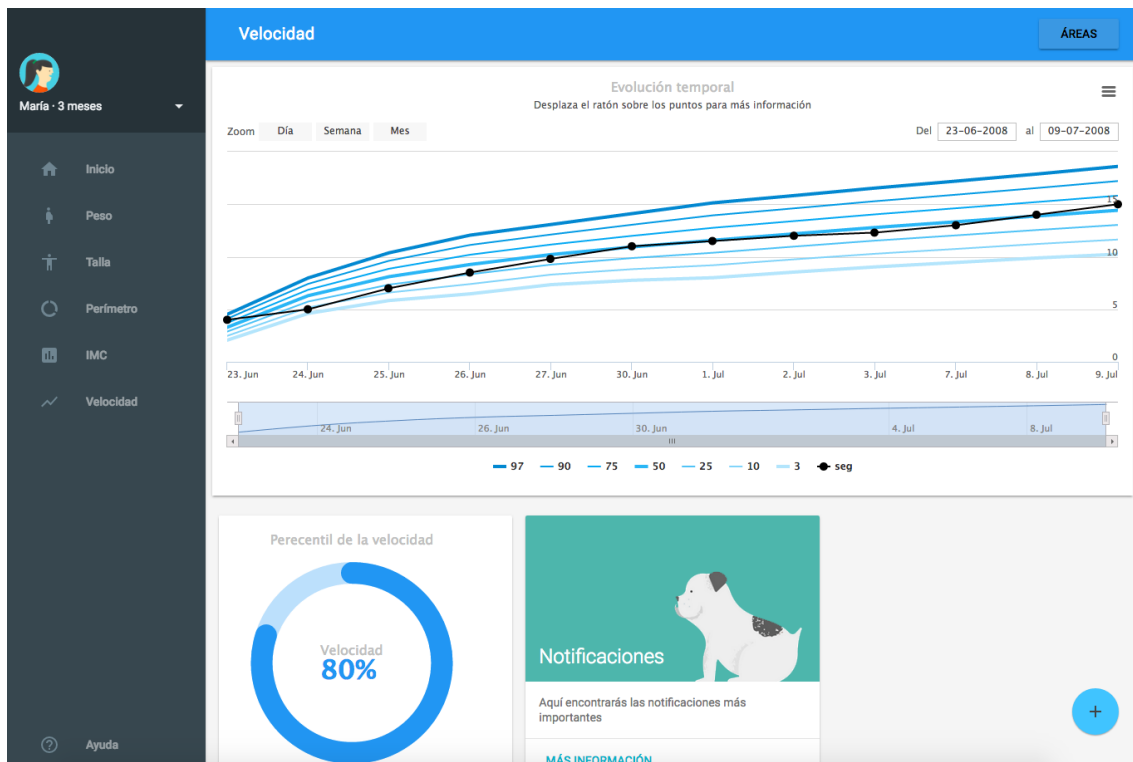 María · 3 meses
Inicio
Peso
Talla
Perímetro
IMC
Velocidad
Ayuda
Velocidad
ÁREAS
Evolución temporal
Desplaza el ratón sobre los puntos para más información
Zoom Día Semana Mes
Del 23-06-2008 al 09-07-2008
15
10
5
0
23. Jun 24. Jun 25. Jun 26. Jun 27. Jun 30. Jun 1. Jul 2. Jul 3. Jul 7. Jul 8. Jul 9. Jul
24. Jun 26. Jun 30. Jun 4. Jul 8. Jul
97 90 75 50 25 10 3 seg
Perecentil de la velocidad
Velocidad
80%
Notificaciones
Aquí encontrarás las notificaciones más
importantes
MÁS INFORMACIÓN